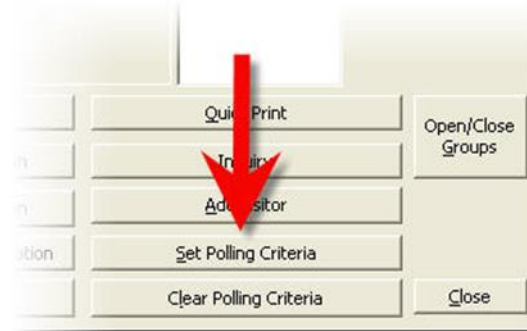 Quick Print
Inquiry
Add Visitor
Set Polling Criteria
Clear Polling Criteria
Open/Close
Groups
Close